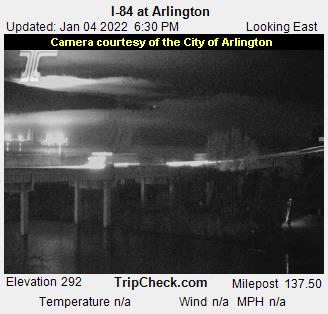 I-84 at Arlington
Updated: Jan 04 2022 6:30 PM Looking East
Camera courtesy of the City of Arlington
Elevation 292 TripCheck.com Milepost 137.50
Temperature n/a Wind n/a MPH n/a